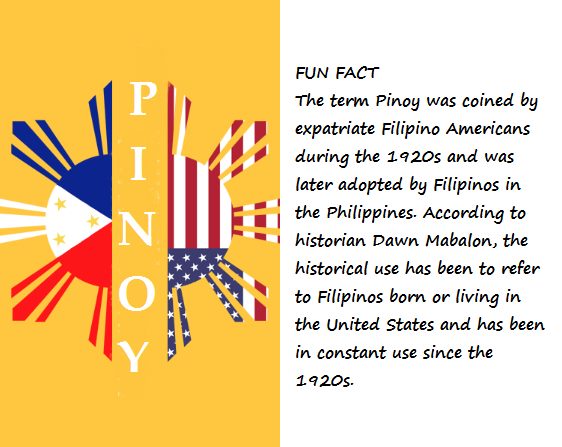 PINOY
FUN FACT
The term Pinoy was coined by
expatriate Filipino Americans
during the 1920s and was
later adopted by Filipinos in
the Philippines. According to
historian Dawn Mabalon, the
historical use has been to refer
to Filipinos born or living in
the United States and has been
in constant use since the
1920s.